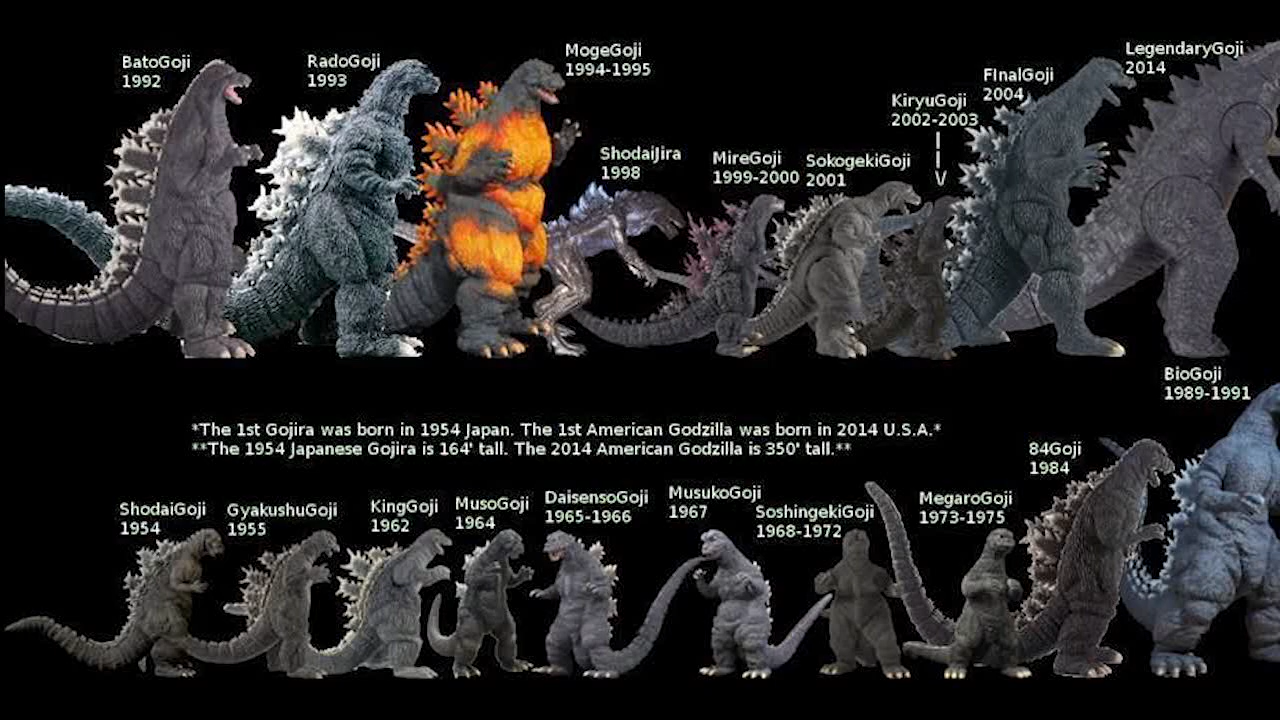 BatoGoji
1992
RadoGoji
1993
MogeGoji
1994-1995
ShodaiJira
1998
MireGoji
1999-2000
SokogekiGoji
2001
KiryuGoji
2002-2003
FInalGoji
2004
LegendaryGoji
2014
*The 1st Gojira was born in 1954 Japan. The 1st American Godzilla was born in 2014 U.S.A.*
**The 1954 Japanese Gojira is 164' tall. The 2014 American Godzilla is 350' tall.**
ShodaiGoji
1954
GyakushuGoji
1955
KingGoji
1962
MusoGoji
1964
DaisensoGoji
1965-1966
MusukoGoji
1967
SoshingekiGoji
1968-1972
MegaroGoji
1973-1975
84Goji
1984
BioGoji
1989-1991